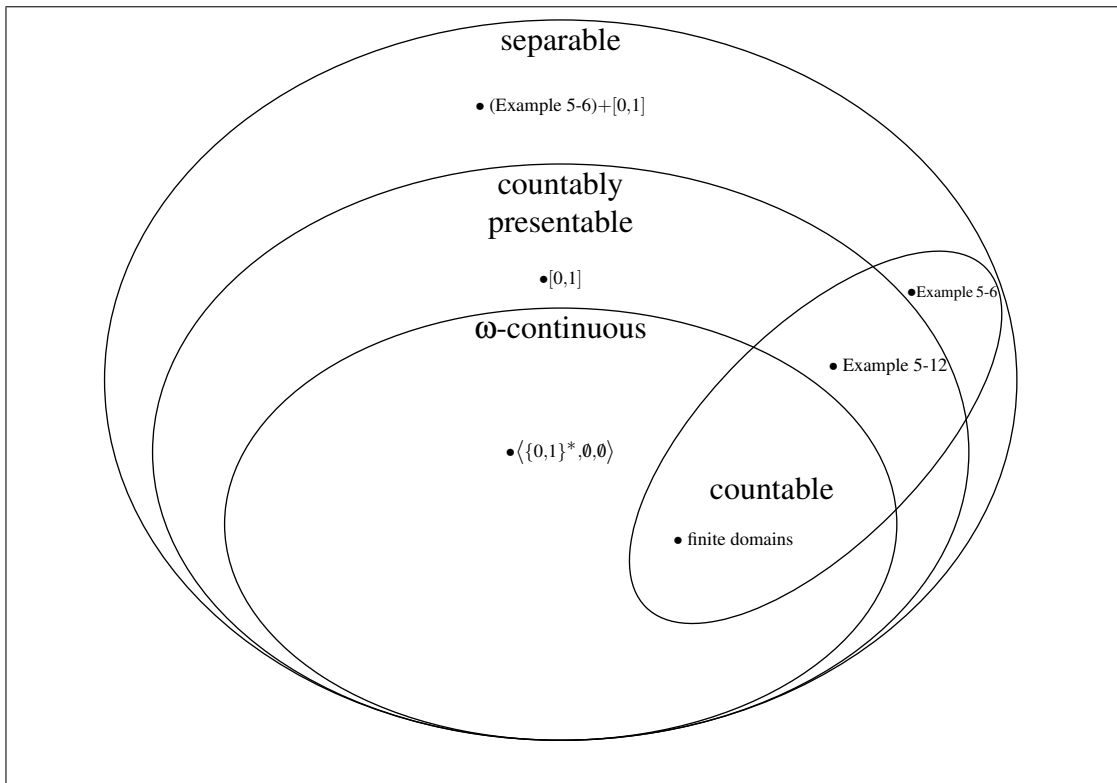 separable
• (Example 5-6)+[0,1]
countably
presentable
•[0,1]
•Example 5-6
ω-continuous
• Example 5-12
•⟨{0,1}*,∅,∅⟩
countable
• finite domains